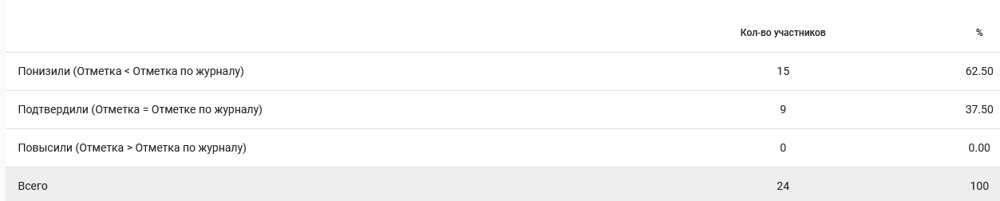 Кол-во участников %
Понизили (Отметка < Отметка по журналу) 15 62.50
Подтвердили (Отметка = Отметке по журналу) 9 37.50
Повысили (Отметка > Отметка по журналу) 0 0.00
Всего 24 100